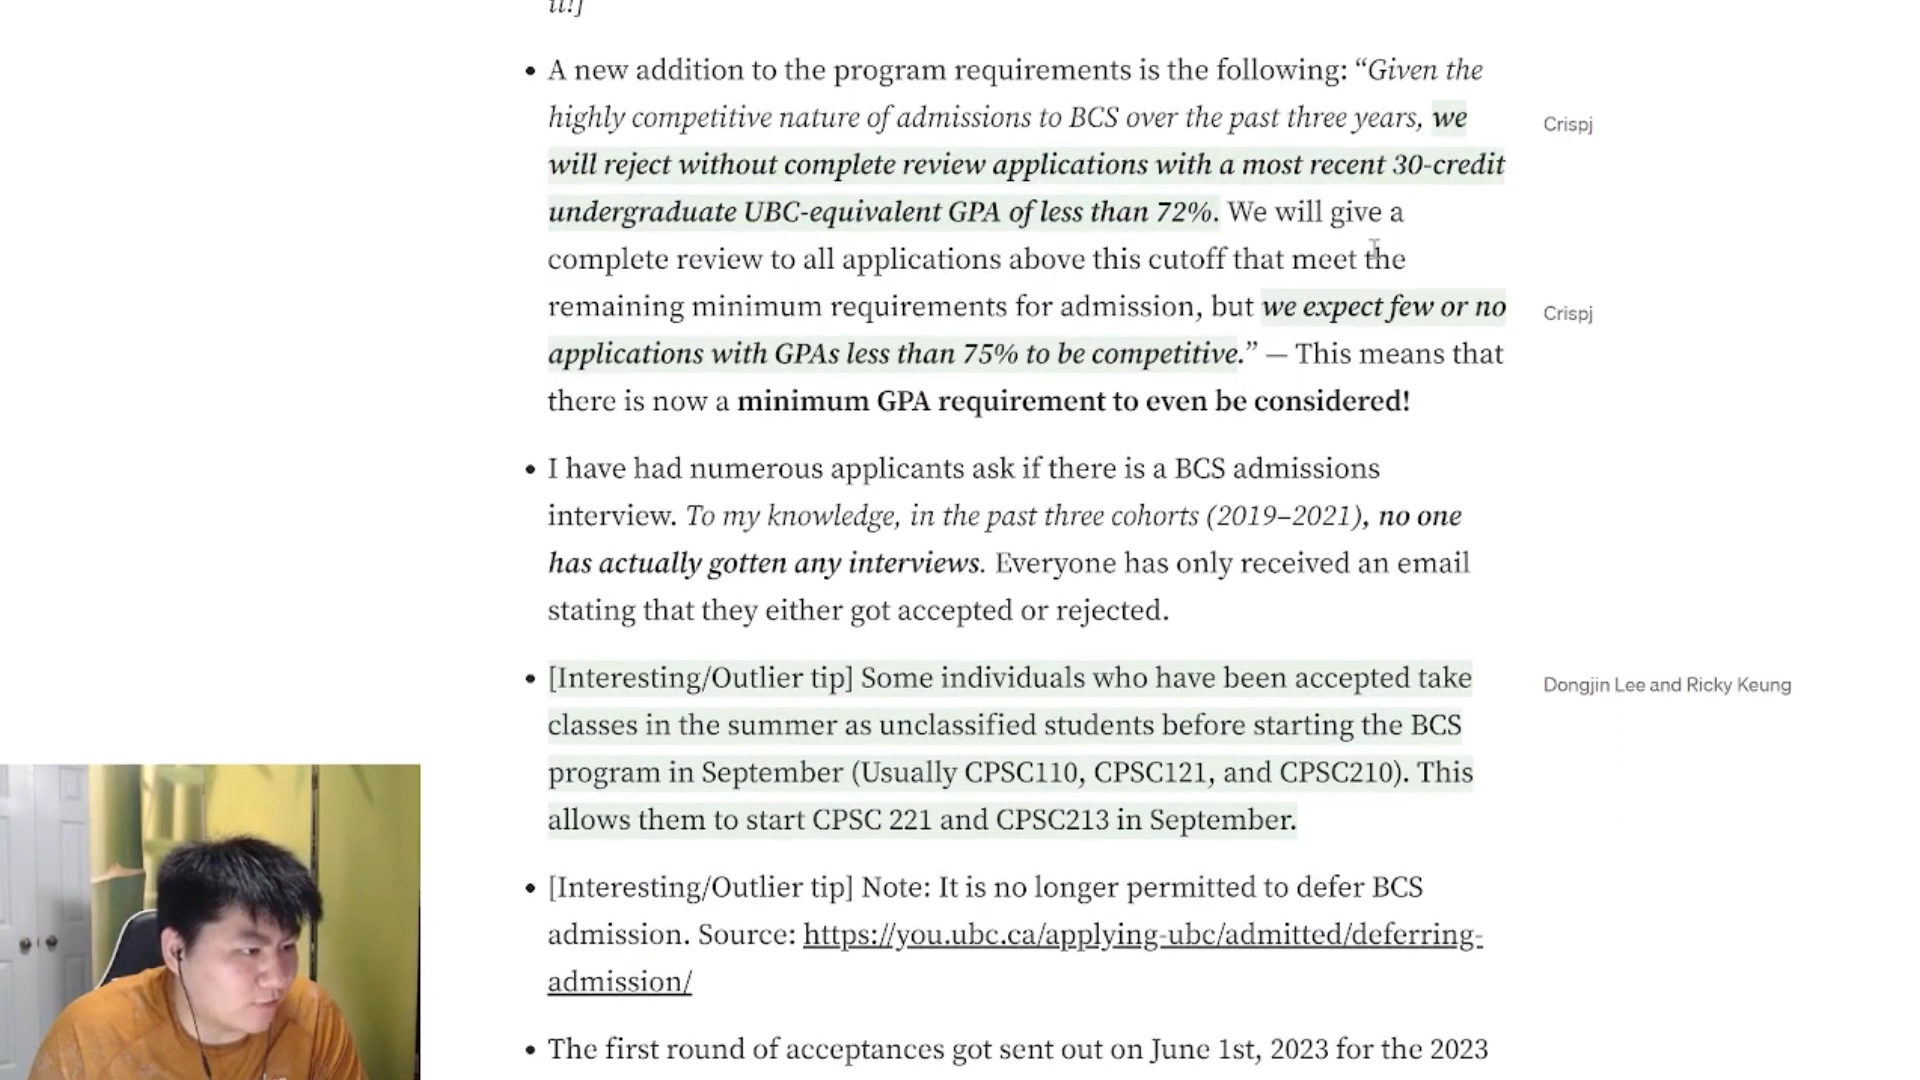 it!]
• A new addition to the program requirements is the following: “Given the
highly competitive nature of admissions to BCS over the past three years, we
Crispj
will reject without complete review applications with a most recent 30-credit
undergraduate UBC-equivalent GPA of less than 72%. We will give a
complete review to all applications above this cutoff that meet the
remaining minimum requirements for admission, but we expect few or no
Crispj
applications with GPAs less than 75% to be competitive.” — This means that
there is now a minimum GPA requirement to even be considered!
• I have had numerous applicants ask if there is a BCS admissions
interview. To my knowledge, in the past three cohorts (2019–2021), no one
has actually gotten any interviews. Everyone has only received an email
stating that they either got accepted or rejected.
• [Interesting/Outlier tip] Some individuals who have been accepted take
Dongjin Lee and Ricky Keung
classes in the summer as unclassified students before starting the BCS
program in September (Usually CPSC110, CPSC121, and CPSC210). This
allows them to start CPSC 221 and CPSC213 in September.
• [Interesting/Outlier tip] Note: It is no longer permitted to defer BCS
admission. Source: https://you.ubc.ca/applying-ubc/admitted/deferring-
admission/
• The first round of acceptances got sent out on June 1st, 2023 for the 2023